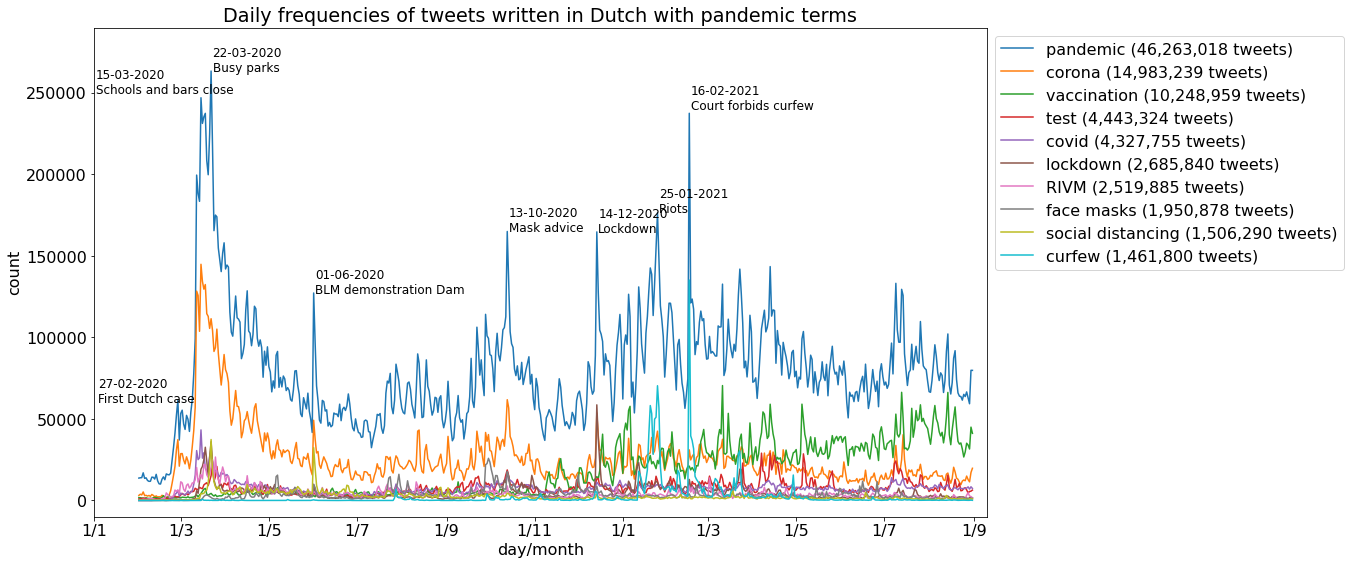 Daily frequencies of tweets written in Dutch with pandemic terms
22-03-2020
Busy parks
15-03-2020
Schools and bars close
16-02-2021
Court forbids curfew
25-01-2021
Riots
13-10-2020
Mask advice
14-12-2020
Lockdown
01-06-2020
BLM demonstration Dam
27-02-2020
First Dutch case
count
250000
200000
150000
100000
50000
0
1/1
1/3
1/5
1/7
1/9
1/11
1/1
1/3
1/5
1/7
1/9
day/month
pandemic (46,263,018 tweets)
corona (14,983,239 tweets)
vaccination (10,248,959 tweets)
test (4,443,324 tweets)
covid (4,327,755 tweets)
lockdown (2,685,840 tweets)
RIVM (2,519,885 tweets)
face masks (1,950,878 tweets)
social distancing (1,506,290 tweets)
curfew (1,461,800 tweets)